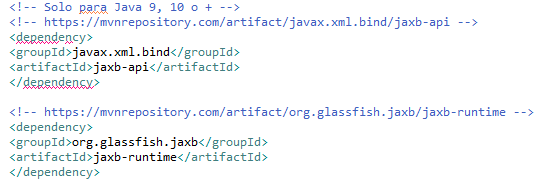 <!-- Solo para Java 9, 10 o + -->
<!-- https://mvnrepository.com/artifact/javax.xml.bind/jaxb-api -->
<dependency>
<groupId>javax.xml.bind</groupId>
<artifactId>jaxb-api</artifactId>
</dependency>
<!-- https://mvnrepository.com/artifact/org.glassfish.jaxb/jaxb-runtime -->
<dependency>
<groupId>org.glassfish.jaxb</groupId>
<artifactId>jaxb-runtime</artifactId>
</dependency>